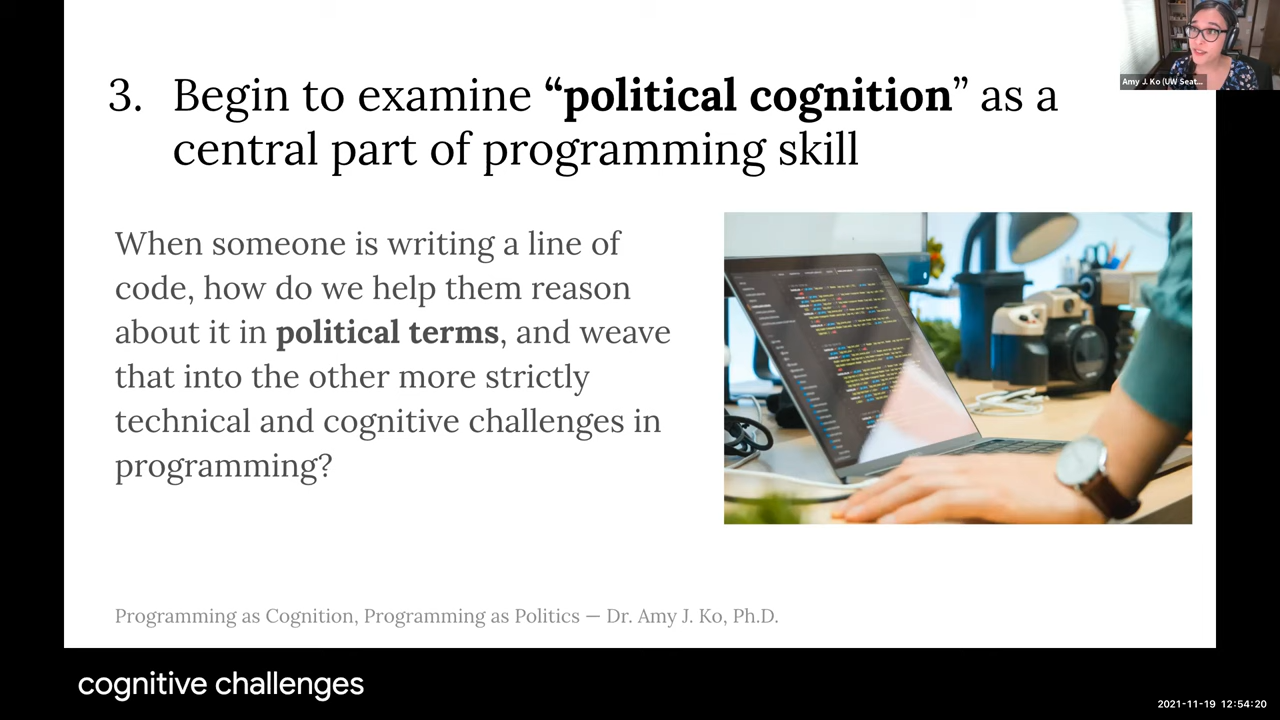 3. Begin to examine “political cognition” as a
central part of programming skill
When someone is writing a line of
code, how do we help them reason
about it in political terms, and weave
that into the other more strictly
technical and cognitive challenges in
programming?
Programming as Cognition, Programming as Politics — Dr. Amy J. Ko, Ph.D.
Amy J. Ko (UW Seat...
cognitive challenges
2021-11-19 12:54:20